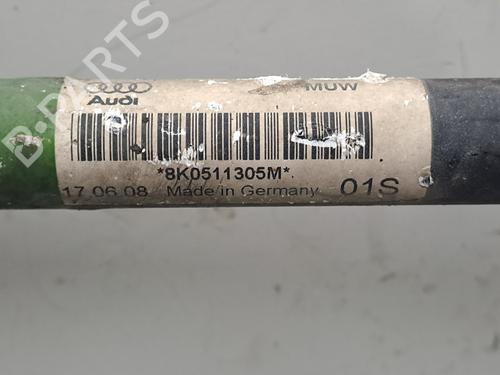 Audi
MUW
*8K0511305M*
17.06.08 Made in Germany 01S
B-PARTS